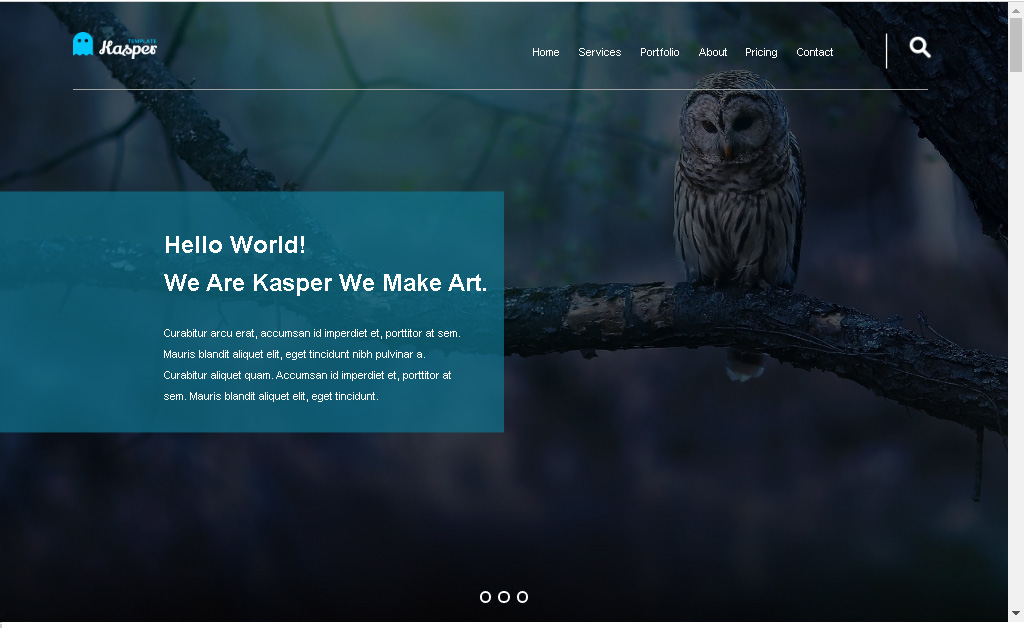 TEMPLATE
Kasper
Home Services Portfolio About Pricing Contact
Hello World!
We Are Kasper We Make Art.
Curabitur arcu erat, accumsan id imperdiet et, porttitor at sem.
Mauris blandit aliquet elit, eget tincidunt nibh pulvinar a.
Curabitur aliquet quam. Accumsan id imperdiet et, porttitor at
sem. Mauris blandit aliquet elit, eget tincidunt.